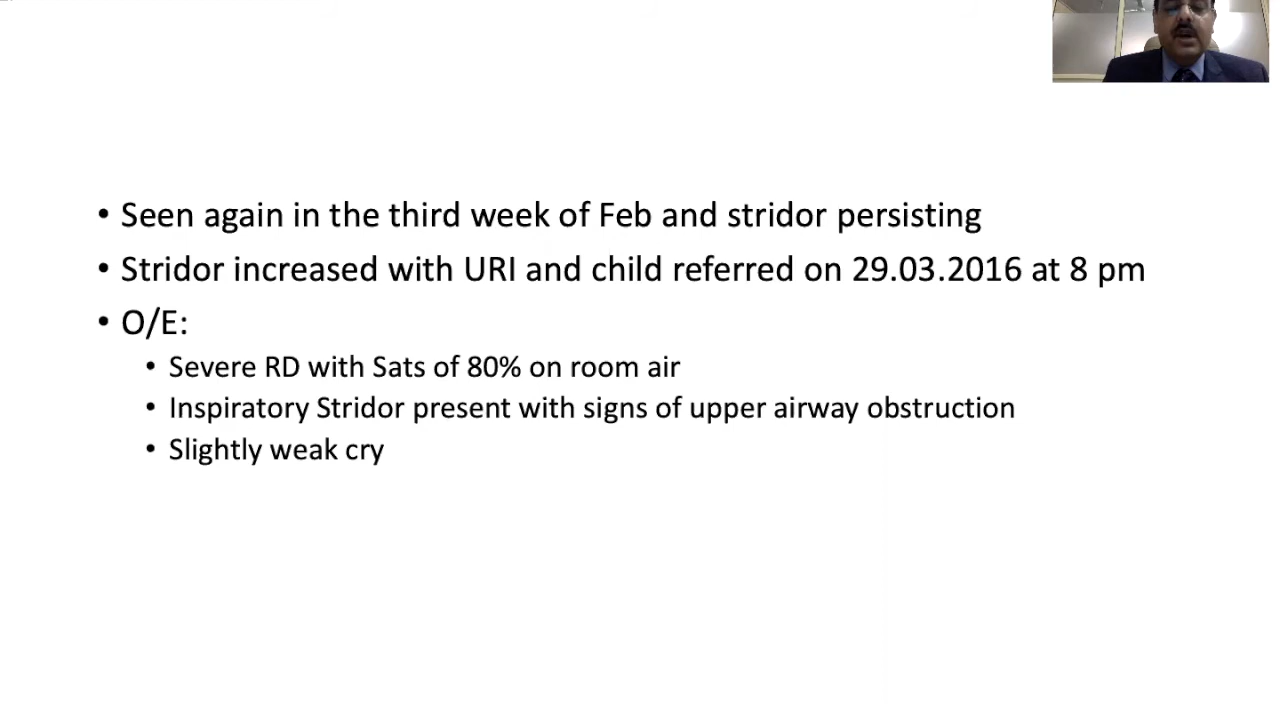 • Seen again in the third week of Feb and stridor persisting
• Stridor increased with URI and child referred on 29.03.2016 at 8 pm
• O/E:
• Severe RD with Sats of 80% on room air
• Inspiratory Stridor present with signs of upper airway obstruction
• Slightly weak cry